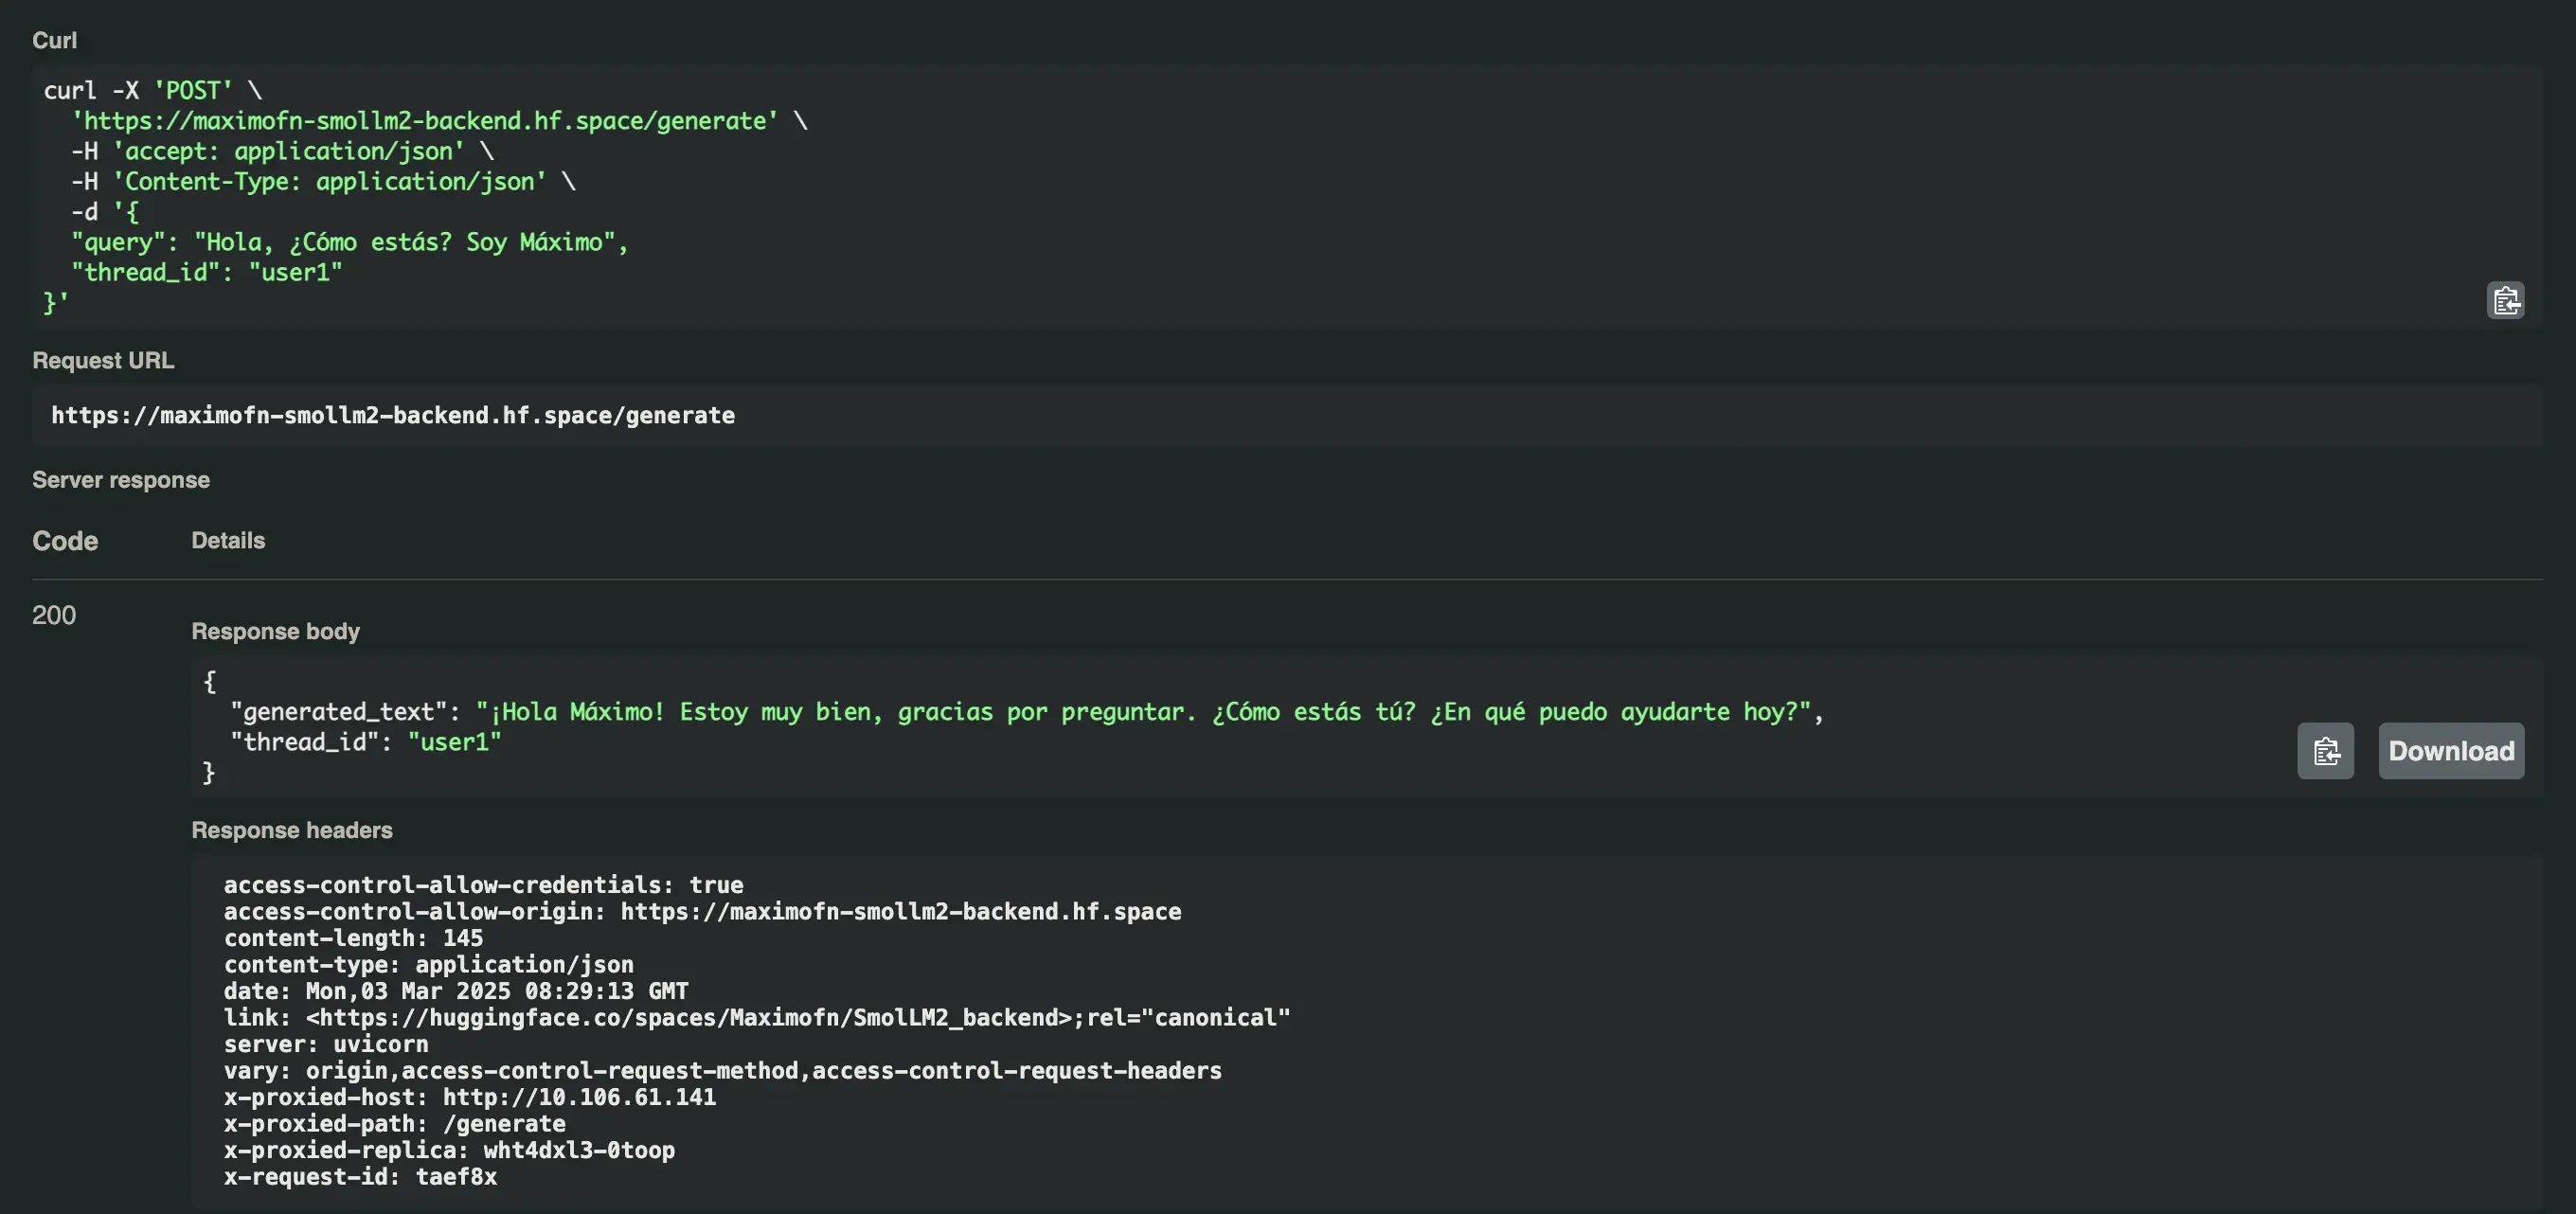 Curl
curl -X 'POST' \
'https://maximofn-smollm2-backend.hf.space/generate' \
-H 'accept: application/json' \
-H 'Content-Type: application/json' \
-d '{
"query": "Hola, ¿Cómo estás? Soy Máximo",
"thread_id": "user1"
}'
Request URL
https://maximofn-smollm2-backend.hf.space/generate
Server response
Code Details
200
Response body
{
"generated_text": "¡Hola Máximo! Estoy muy bien, gracias por preguntar. ¿Cómo estás tú? ¿En qué puedo ayudarte hoy?",
"thread_id": "user1"
}
Download
Response headers
access-control-allow-credentials: true
access-control-allow-origin: https://maximofn-smollm2-backend.hf.space
content-length: 145
content-type: application/json
date: Mon,03 Mar 2025 08:29:13 GMT
link: <https://huggingface.co/spaces/Maximofn/SmolLM2_backend>;rel="canonical"
server: uvicorn
vary: origin,access-control-request-method,access-control-request-headers
x-proxied-host: http://10.106.61.141
x-proxied-path: /generate
x-proxied-replica: wht4dxl3-0toop
x-request-id: taef8x